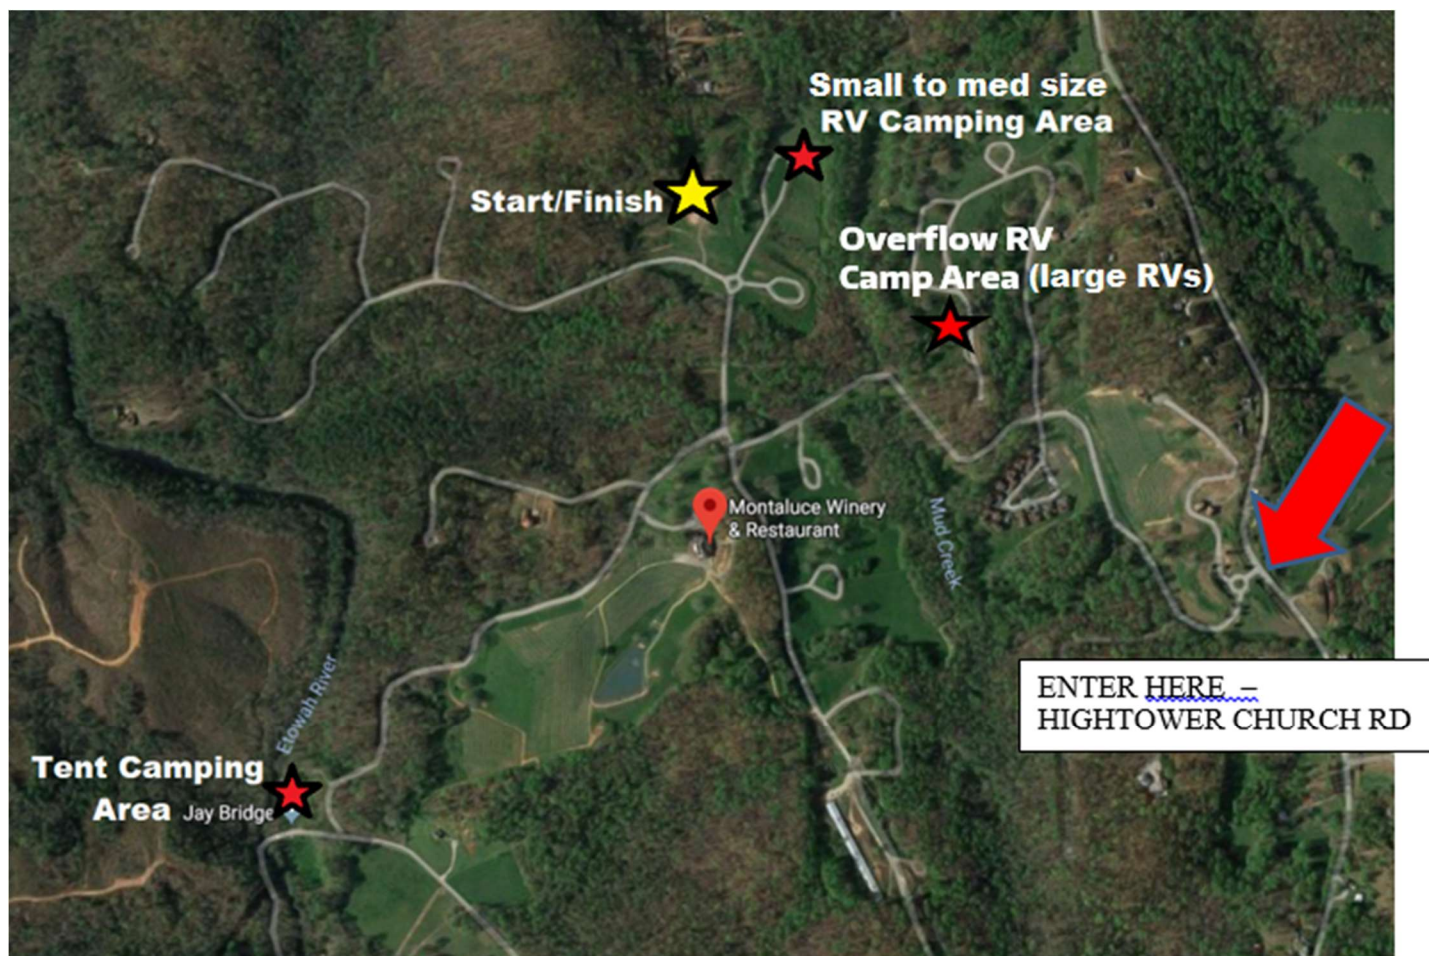 Small to med size
RV Camping Area
Start/Finish
Overflow RV
Camp Area (large RVs)
Montaluce Winery
& Restaurant
Mud Creek
ENTER HERE –
HIGHTOWER CHURCH RD
Etowah River
Tent Camping
Area
Jay Bridge